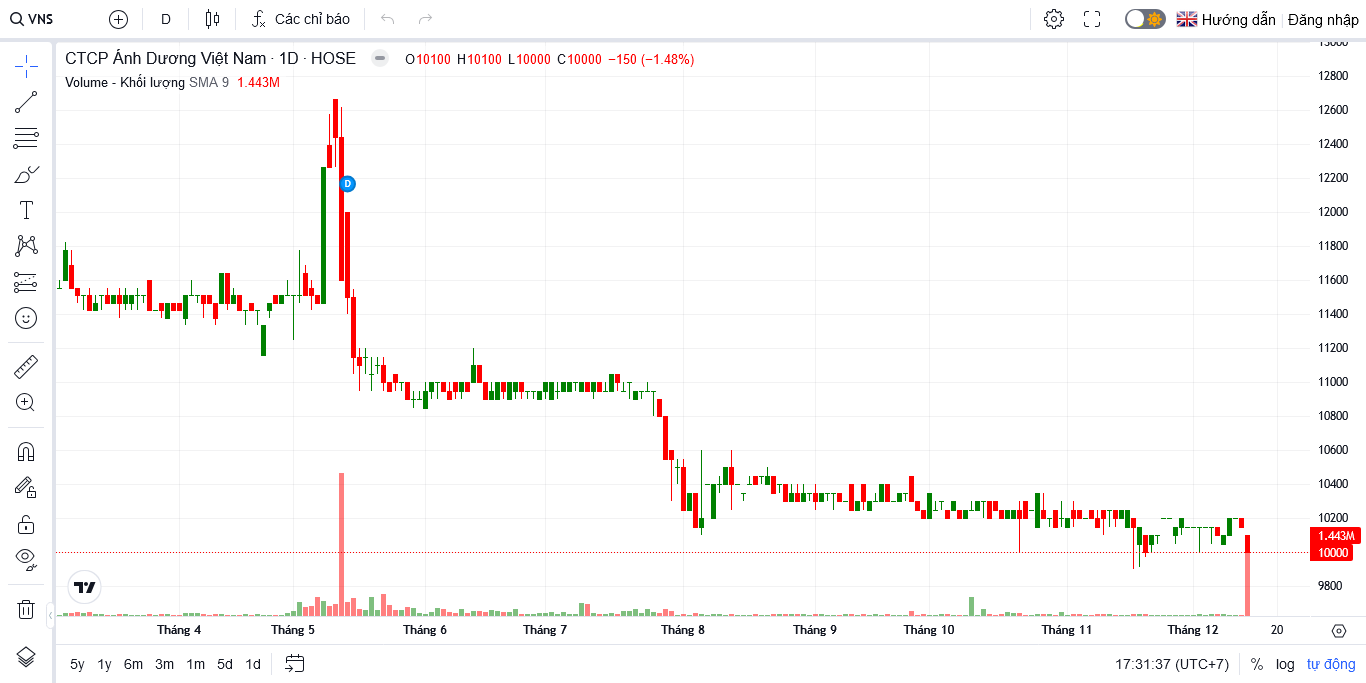 VNS D Các chỉ báo Hướng dẫn Đăng nhập
CTCP Ánh Dương Việt Nam · 1D · HOSE O10100 H10100 L10000 C10000 −150 (−1.48%)
Volume - Khối lượng SMA 9 1.443M
13000
12800
12600
12400
12200
12000
11800
11600
11400
11200
11000
10800
10600
10400
10200
1.443M
10000
9800
D
Tháng 4 Tháng 5 Tháng 6 Tháng 7 Tháng 8 Tháng 9 Tháng 10 Tháng 11 Tháng 12 20
5y 1y 6m 3m 1m 5d 1d 17:31:37 (UTC+7) % log tự động